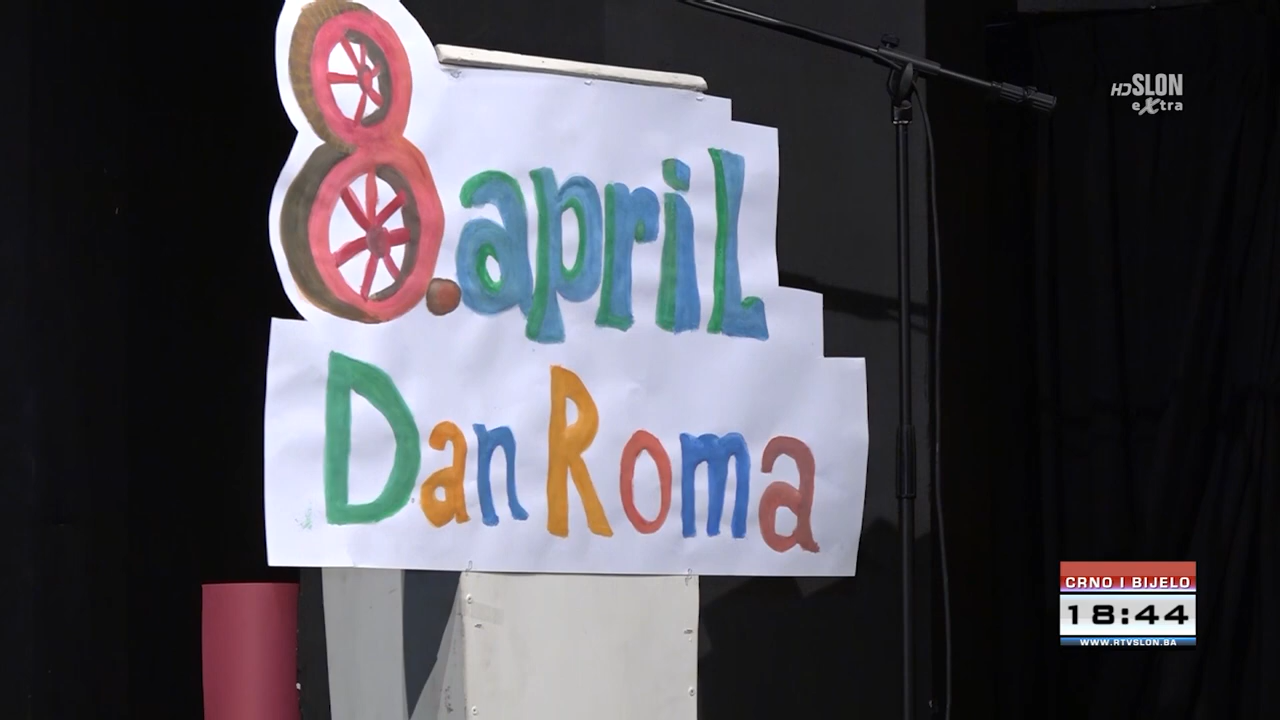 8. april
Dan Roma
HD SLON
eXtra
CRNO I BIJELO
18:44
WWW.RTVSLON.BA